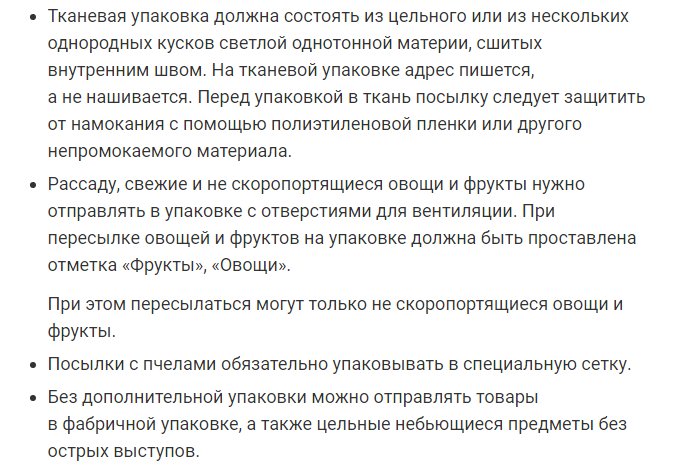 • Тканевая упаковка должна состоять из цельного или из нескольких
однородных кусков светлой однотонной материи, сшитых
внутренним швом. На тканевой упаковке адрес пишется,
а не нашивается. Перед упаковкой в ткань посылку следует защитить
от намокания с помощью полиэтиленовой пленки или другого
непромокаемого материала.
• Рассаду, свежие и не скоропортящиеся овощи и фрукты нужно
отправлять в упаковке с отверстиями для вентиляции. При
пересылке овощей и фруктов на упаковке должна быть проставлена
отметка «Фрукты», «Овощи».
При этом пересылаться могут только не скоропортящиеся овощи и
фрукты.
• Посылки с пчелами обязательно упаковывать в специальную сетку.
• Без дополнительной упаковки можно отправлять товары
в фабричной упаковке, а также цельные небьющиеся предметы без
острых выступов.